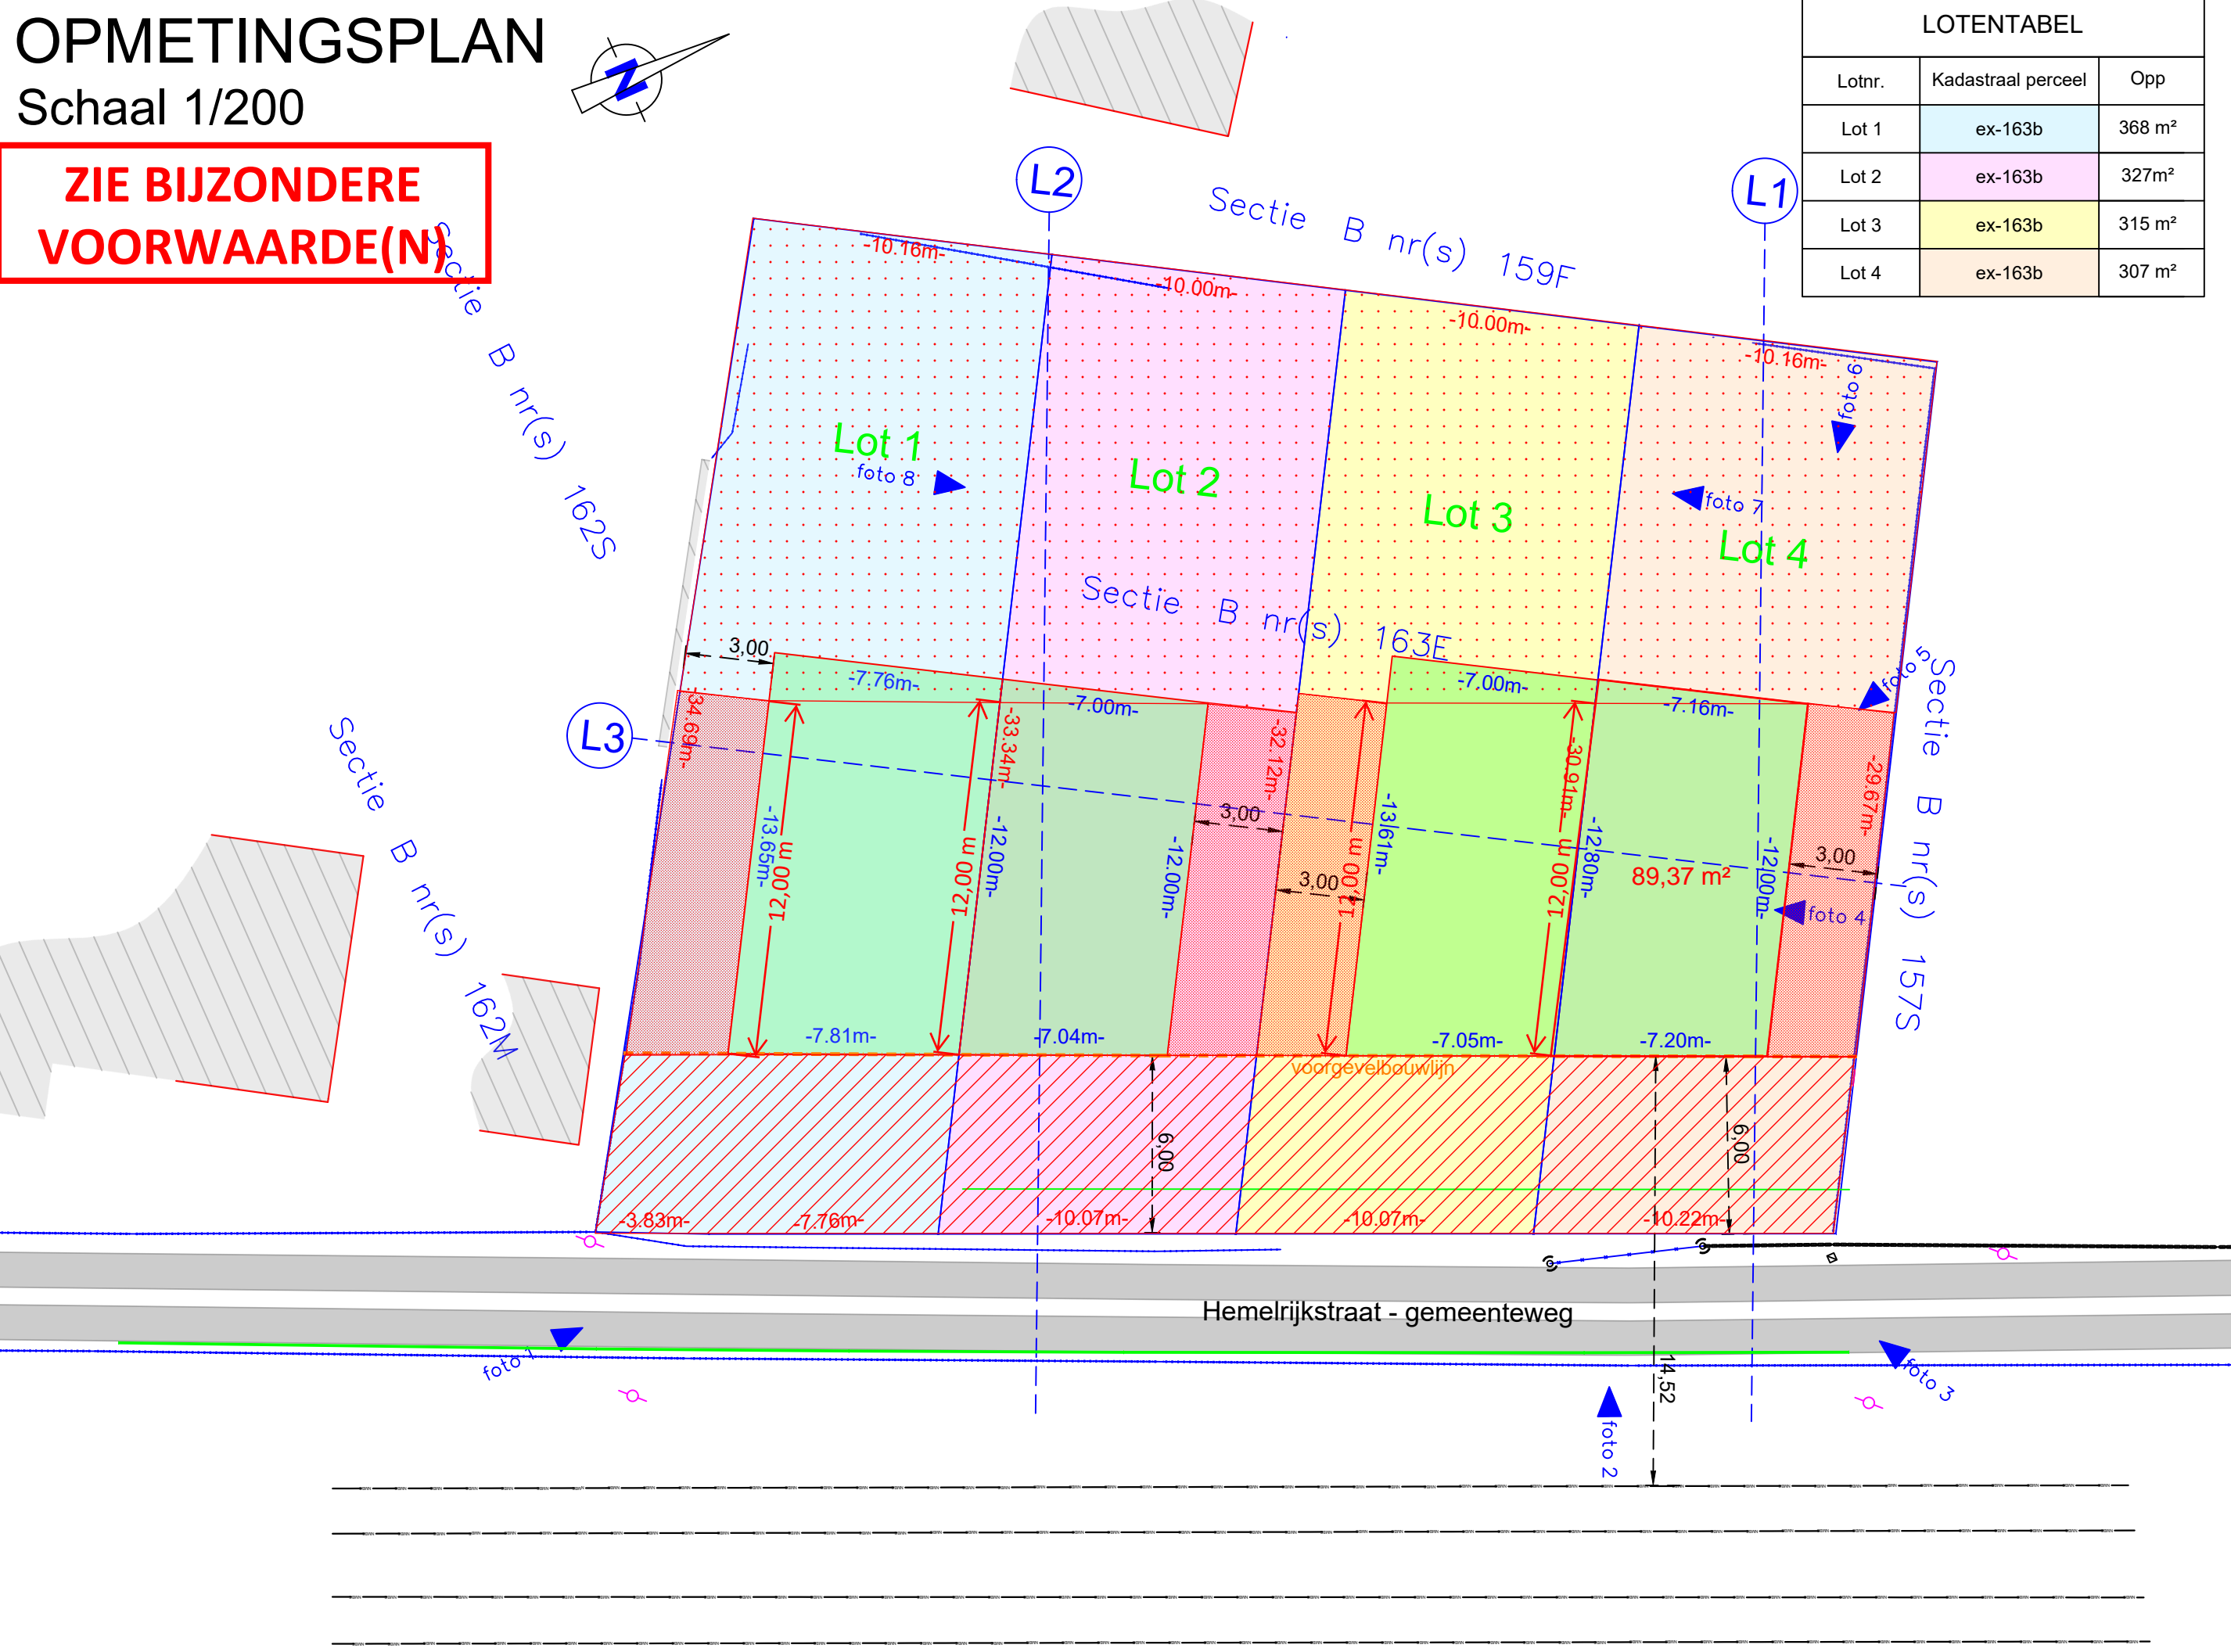 OPMETINGSPLAN
Schaal 1/200
ZIE BIJZONDERE
VOORWAARDE(N)
N
LOTENTABEL
Lotnr. Kadastraal perceel Opp
Lot 1 ex-163b 368 m²
Lot 2 ex-163b 327m²
Lot 3 ex-163b 315 m²
Lot 4 ex-163b 307 m²
L2
L1
L3
Sectie B nr(s) 159F
Sectie B nr(s) 162S
Sectie B nr(s) 162M
Sectie B nr(s) 163E
Sectie B nr(s) 157S
-10.16m-
-10.00m-
-10.00m-
-10.16m-
Lot 1
Lot 2
Lot 3
Lot 4
foto 8
foto 7
foto 6
foto 5
foto 4
3,00
-7.76m-
-7.00m-
-7.00m-
-7.16m-
-34.69m-
-33.34m-
-32.12m-
-30.91m-
-29.67m-
-13.65m-
12,00 m
12,00 m
-12.00m-
-12.00m-
3,00
3,00
12,00 m
-13.61m-
12,00 m
-12.80m-
89,37 m²
-12.00m-
3,00
-7.81m-
-7.04m-
-7.05m-
-7.20m-
voorgevelbouwlijn
6,00
6,00
-3.83m-
-7.76m-
-10.07m-
-10.07m-
-10.22m-
Hemelrijkstraat - gemeenteweg
14,52
foto 1
foto 2
foto 3